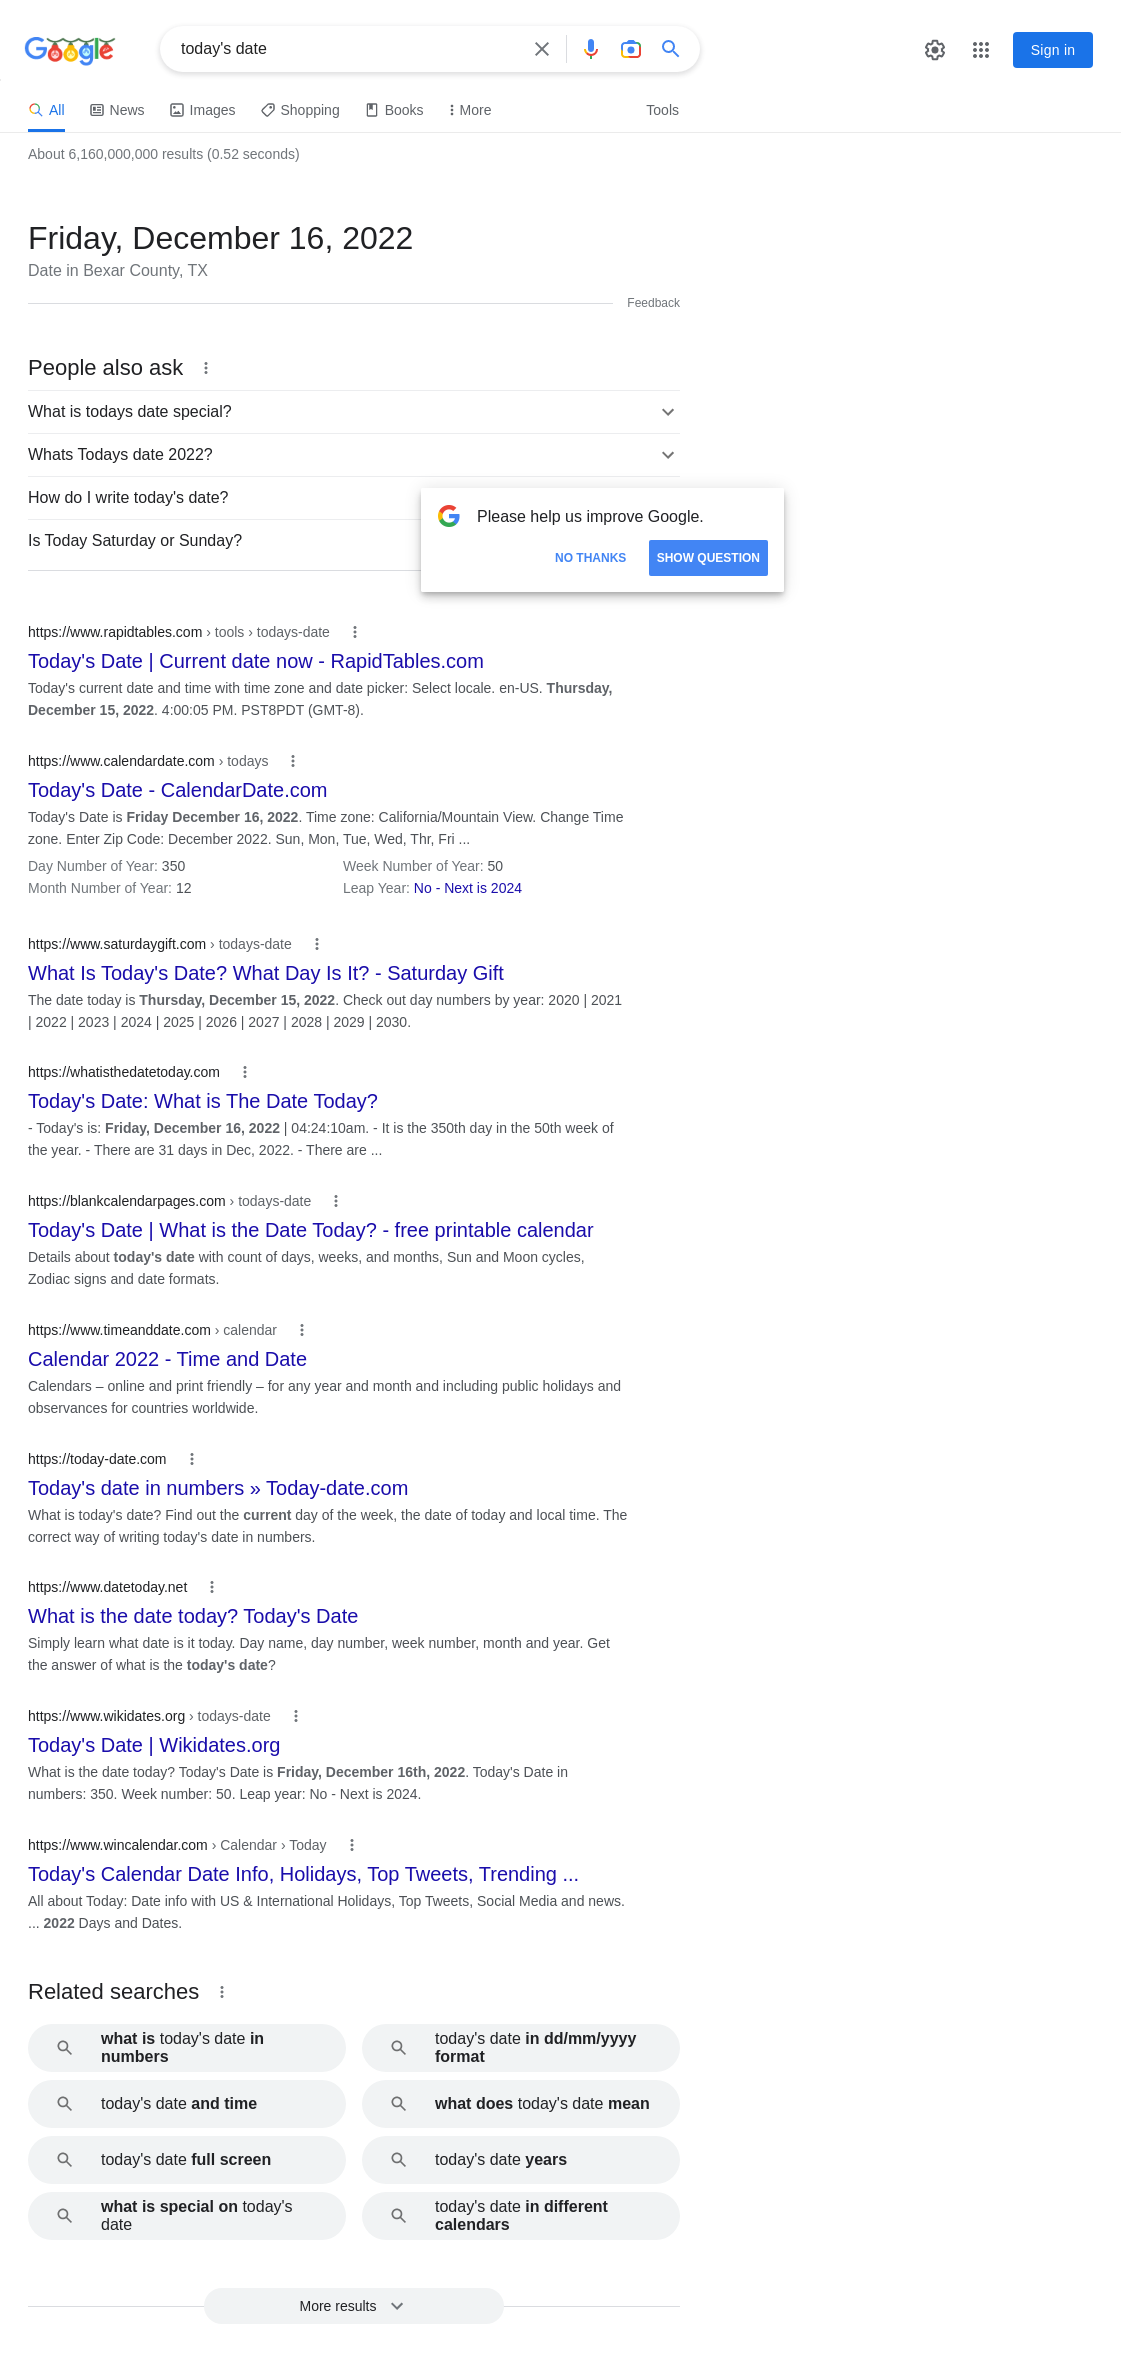 Google
today's date
Sign in
All
News
Images
Shopping
Books
More
Tools
About 6,160,000,000 results (0.52 seconds)
Friday, December 16, 2022
Date in Bexar County, TX
Feedback
People also ask
What is todays date special?
Whats Todays date 2022?
How do I write today's date?
Is Today Saturday or Sunday?
Please help us improve Google.
NO THANKS
SHOW QUESTION
https://www.rapidtables.com › tools › todays-date
Today's Date | Current date now - RapidTables.com
Today's current date and time with time zone and date picker: Select locale. en-US. Thursday,
December 15, 2022. 4:00:05 PM. PST8PDT (GMT-8).
https://www.calendardate.com › todays
Today's Date - CalendarDate.com
Today's Date is Friday December 16, 2022. Time zone: California/Mountain View. Change Time
zone. Enter Zip Code: December 2022. Sun, Mon, Tue, Wed, Thr, Fri ...
Day Number of Year: 350
Week Number of Year: 50
Month Number of Year: 12
Leap Year: No - Next is 2024
https://www.saturdaygift.com › todays-date
What Is Today's Date? What Day Is It? - Saturday Gift
The date today is Thursday, December 15, 2022. Check out day numbers by year: 2020 | 2021
| 2022 | 2023 | 2024 | 2025 | 2026 | 2027 | 2028 | 2029 | 2030.
https://whatisthedatetoday.com
Today's Date: What is The Date Today?
- Today's is: Friday, December 16, 2022 | 04:24:10am. - It is the 350th day in the 50th week of
the year. - There are 31 days in Dec, 2022. - There are ...
https://blankcalendarpages.com › todays-date
Today's Date | What is the Date Today? - free printable calendar
Details about today's date with count of days, weeks, and months, Sun and Moon cycles,
Zodiac signs and date formats.
https://www.timeanddate.com › calendar
Calendar 2022 - Time and Date
Calendars – online and print friendly – for any year and month and including public holidays and
observances for countries worldwide.
https://today-date.com
Today's date in numbers » Today-date.com
What is today's date? Find out the current day of the week, the date of today and local time. The
correct way of writing today's date in numbers.
https://www.datetoday.net
What is the date today? Today's Date
Simply learn what date is it today. Day name, day number, week number, month and year. Get
the answer of what is the today's date?
https://www.wikidates.org › todays-date
Today's Date | Wikidates.org
What is the date today? Today's Date is Friday, December 16th, 2022. Today's Date in
numbers: 350. Week number: 50. Leap year: No - Next is 2024.
https://www.wincalendar.com › Calendar › Today
Today's Calendar Date Info, Holidays, Top Tweets, Trending ...
All about Today: Date info with US & International Holidays, Top Tweets, Social Media and news.
... 2022 Days and Dates.
Related searches
what is today's date in
numbers
today's date in dd/mm/yyyy
format
today's date and time
what does today's date mean
today's date full screen
today's date years
what is special on today's
date
today's date in different
calendars
More results